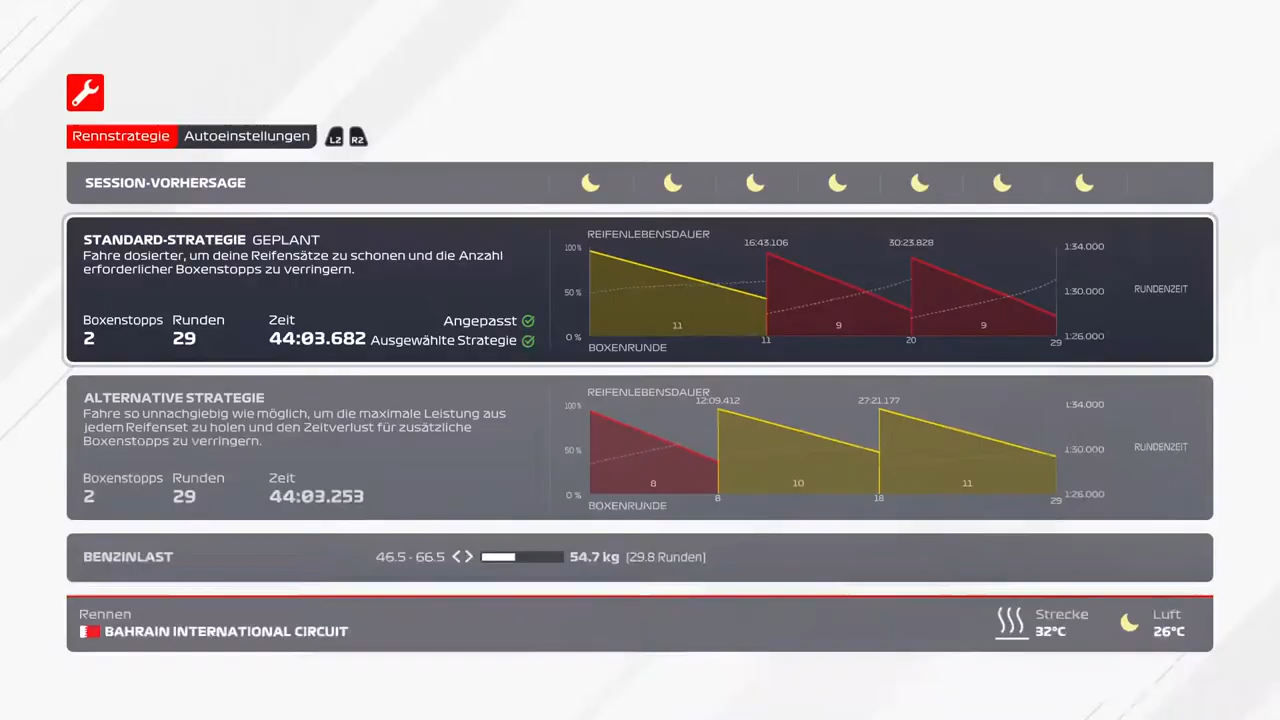 Rennstrategie Autoeinstellungen L2 R2
SESSION-VORHERSAGE
STANDARD-STRATEGIE GEPLANT
Fahre dosierter, um deine Reifensätze zu schonen und die Anzahl
erforderlicher Boxenstopps zu verringern.
Boxenstopps Runden Zeit Angepasst
2 29 44:03.682 Ausgewählte Strategie
REIFENLEBENSDAUER
16:43.106 30:23.828
100% 1:34.000
50% 1:30.000 RUNDENZEIT
11 9 9
0% 11 20 29 1:26.000
BOXENRUNDE
ALTERNATIVE STRATEGIE
Fahre so unnachgiebig wie möglich, um die maximale Leistung aus
jedem Reifenset zu holen und den Zeitverlust für zusätzliche
Boxenstopps zu verringern.
Boxenstopps Runden Zeit
2 29 44:03.253
REIFENLEBENSDAUER
12:09.412 27:21.177
100% 1:34.000
50% 1:30.000 RUNDENZEIT
8 10 11
0% 8 18 29 1:26.000
BOXENRUNDE
BENZINLAST 46.5 - 66.5 <> 54.7 kg [29.8 Runden]
Rennen
BAHRAIN INTERNATIONAL CIRCUIT
Strecke
32°C
Luft
26°C